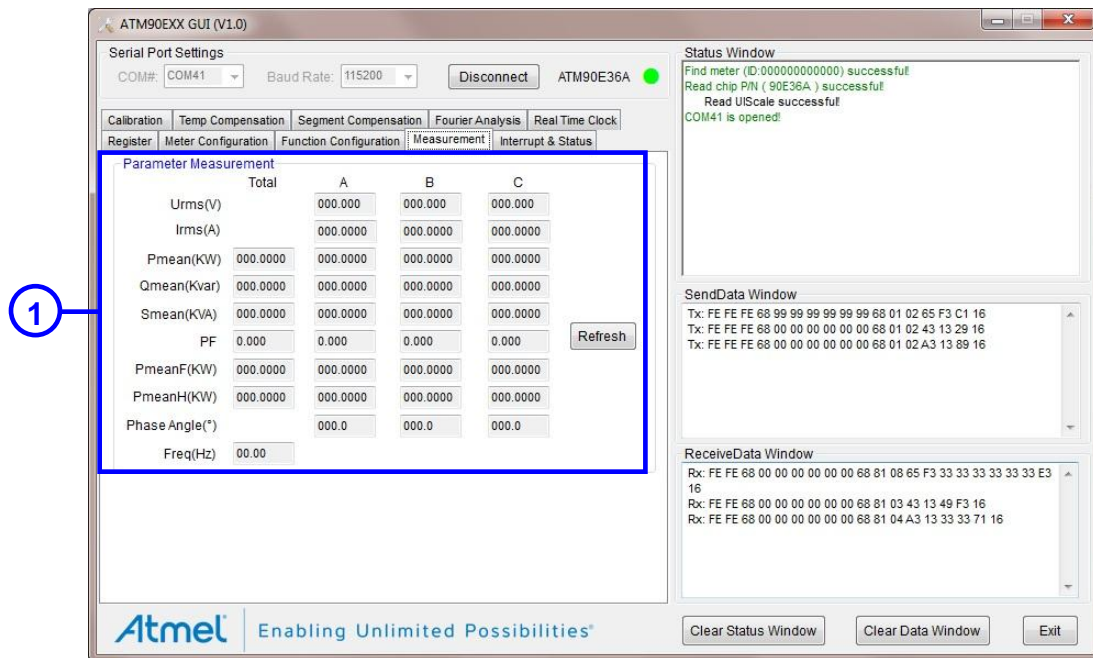 ATM90EXX GUI (V1.0)
Serial Port Settings
COM#: COM41 Baud Rate: 115200 Disconnect ATM90E36A
Calibration Temp Compensation Segment Compensation Fourier Analysis Real Time Clock
Register Meter Configuration Function Configuration Measurement Interrupt & Status
Parameter Measurement
Total A B C
Urms(V) 000.000 000.000 000.000
Irms(A) 000.0000 000.0000 000.0000
Pmean(KW) 000.0000 000.0000 000.0000 000.0000
Qmean(Kvar) 000.0000 000.0000 000.0000 000.0000
Smean(KVA) 000.0000 000.0000 000.0000 000.0000
PF 0.000 0.000 0.000 0.000 Refresh
PmeanF(KW) 000.0000 000.0000 000.0000 000.0000
PmeanH(KW) 000.0000 000.0000 000.0000 000.0000
Phase Angle(°) 000.0 000.0 000.0
Freq(Hz) 00.00
1
Status Window
Find meter (ID:000000000000) successful!
Read chip P/N ( 90E36A ) successful!
Read UIScale successful!
COM41 is opened!
SendData Window
Tx: FE FE FE 68 99 99 99 99 99 99 68 01 02 65 F3 C1 16
Tx: FE FE FE 68 00 00 00 00 00 00 68 01 02 43 13 29 16
Tx: FE FE FE 68 00 00 00 00 00 00 68 01 02 A3 13 89 16
ReceiveData Window
Rx: FE FE 68 00 00 00 00 00 00 68 81 08 65 F3 33 33 33 33 33 33 E3
16
Rx: FE FE 68 00 00 00 00 00 00 68 81 03 43 13 49 F3 16
Rx: FE FE 68 00 00 00 00 00 00 68 81 04 A3 13 33 33 71 16
Atmel Enabling Unlimited Possibilities®
Clear Status Window Clear Data Window Exit